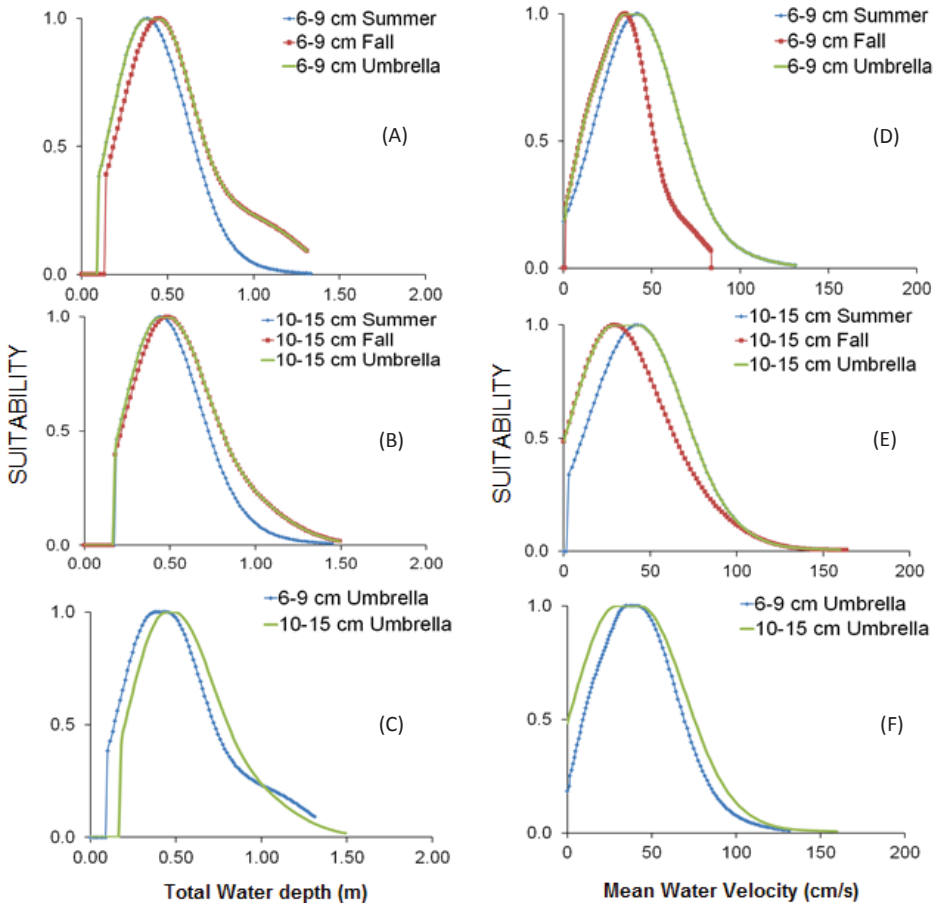 1.0
0.5
0.0
0.00
0.50
1.00
1.50
2.00
6-9 cm Summer
6-9 cm Fall
6-9 cm Umbrella
(A)
1.0
0.5
0.0
0
50
100
150
200
6-9 cm Summer
6-9 cm Fall
6-9 cm Umbrella
(D)
SUITABILITY
1.0
0.5
0.0
0.00
0.50
1.00
1.50
2.00
10-15 cm Summer
10-15 cm Fall
10-15 cm Umbrella
(B)
SUITABILITY
1.0
0.5
0.0
0
50
100
150
200
10-15 cm Summer
10-15 cm Fall
10-15 cm Umbrella
(E)
1.0
0.5
0.0
0.00
0.50
1.00
1.50
2.00
6-9 cm Umbrella
10-15 cm Umbrella
(C)
Total Water depth (m)
1.0
0.5
0.0
0
50
100
150
200
6-9 cm Umbrella
10-15 cm Umbrella
(F)
Mean Water Velocity (cm/s)